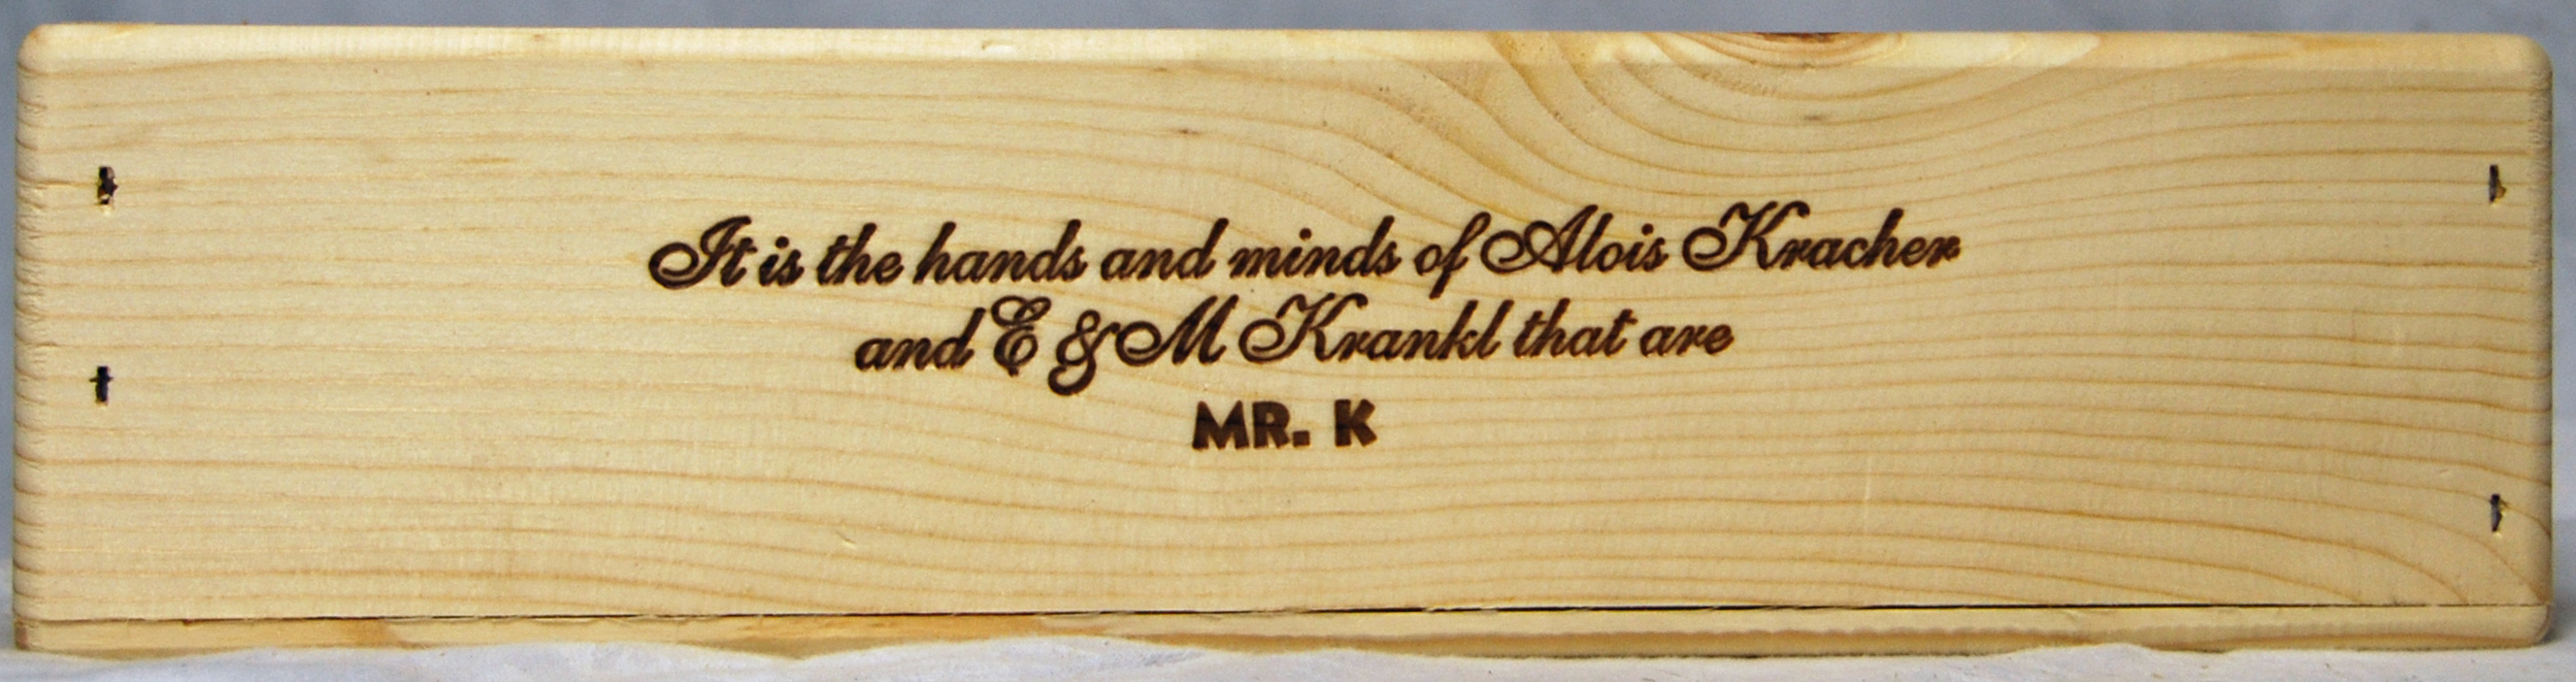 It is the hands and minds of Alois Kracher
and E & M Krankl that are
MR. K